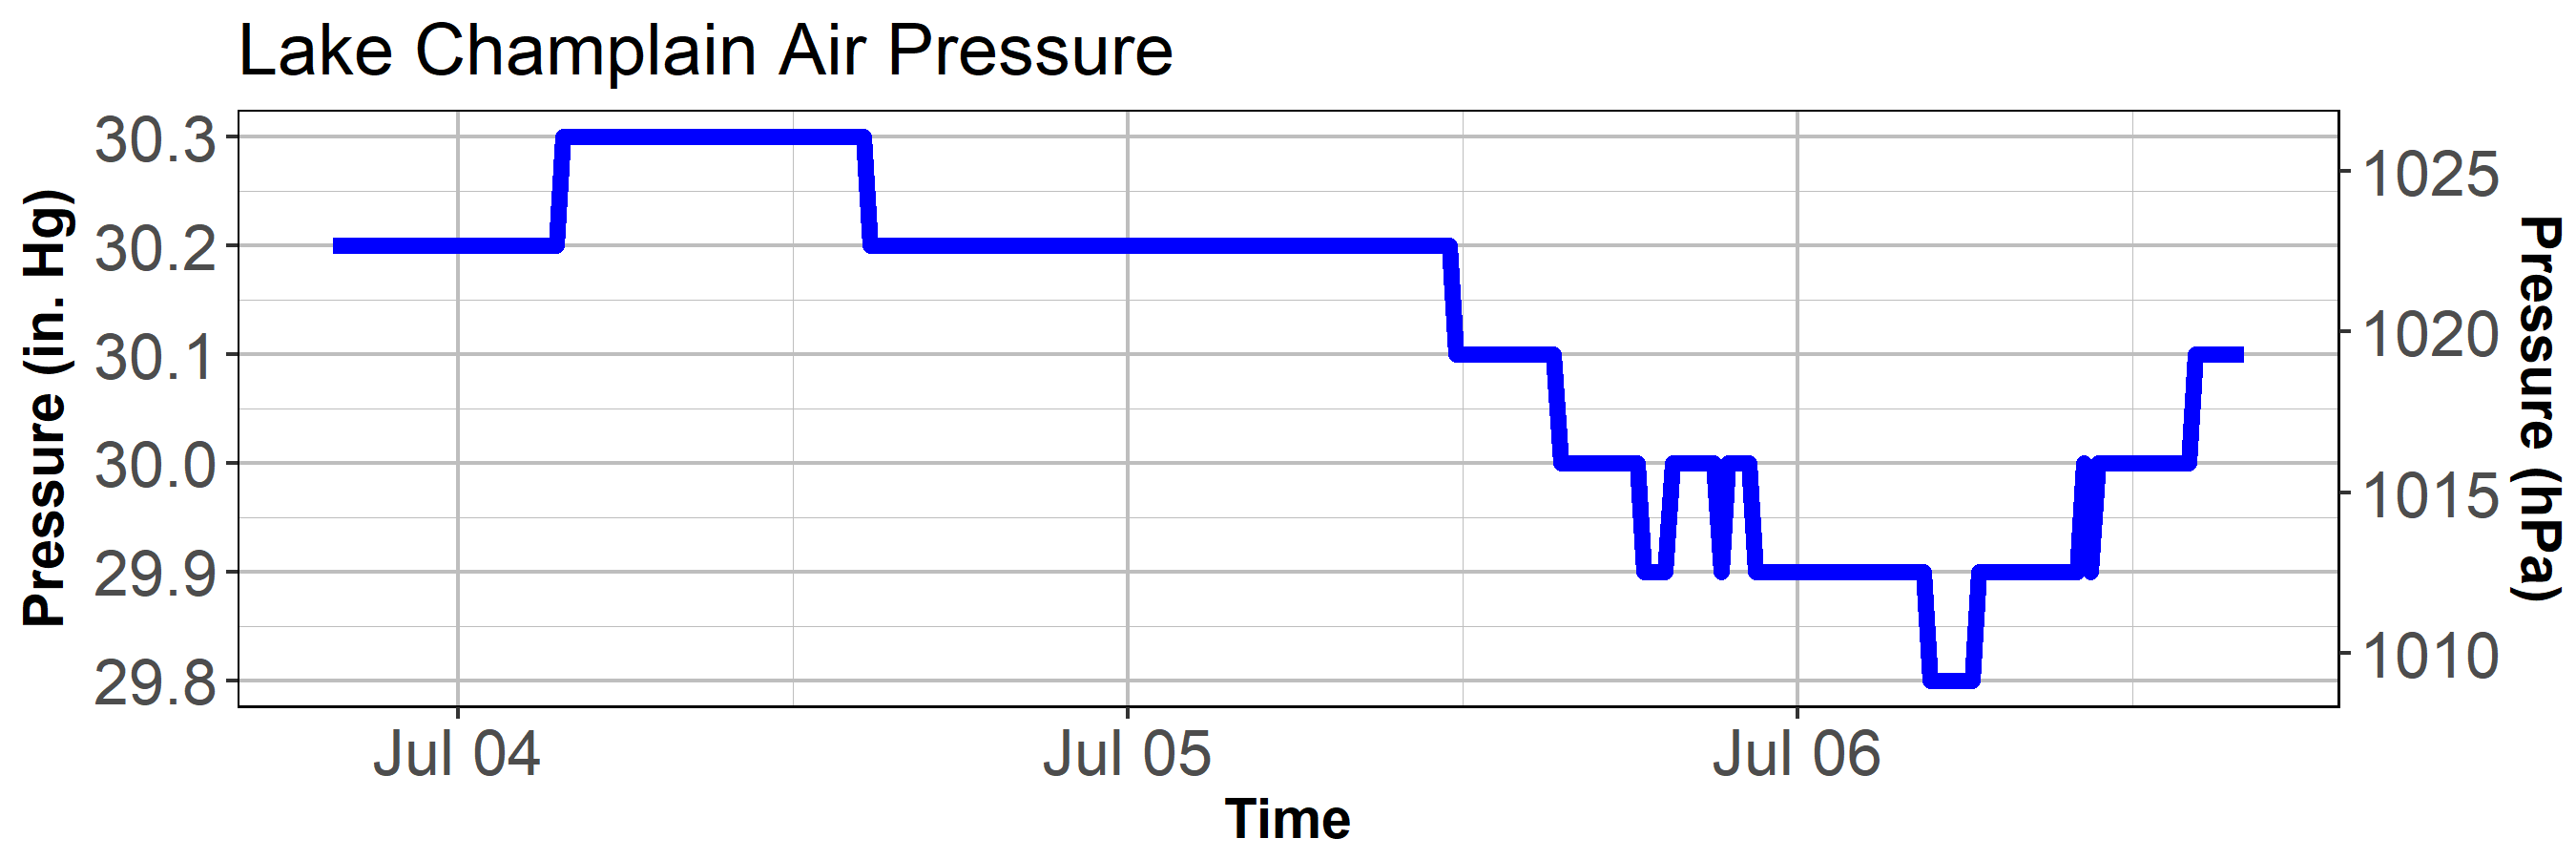 Lake Champlain Air Pressure
Pressure (in. Hg)
30.3
30.2
30.1
30.0
29.9
29.8
1025
1020
1015
1010
Pressure (hPa)
Jul 04 Jul 05 Jul 06
Time